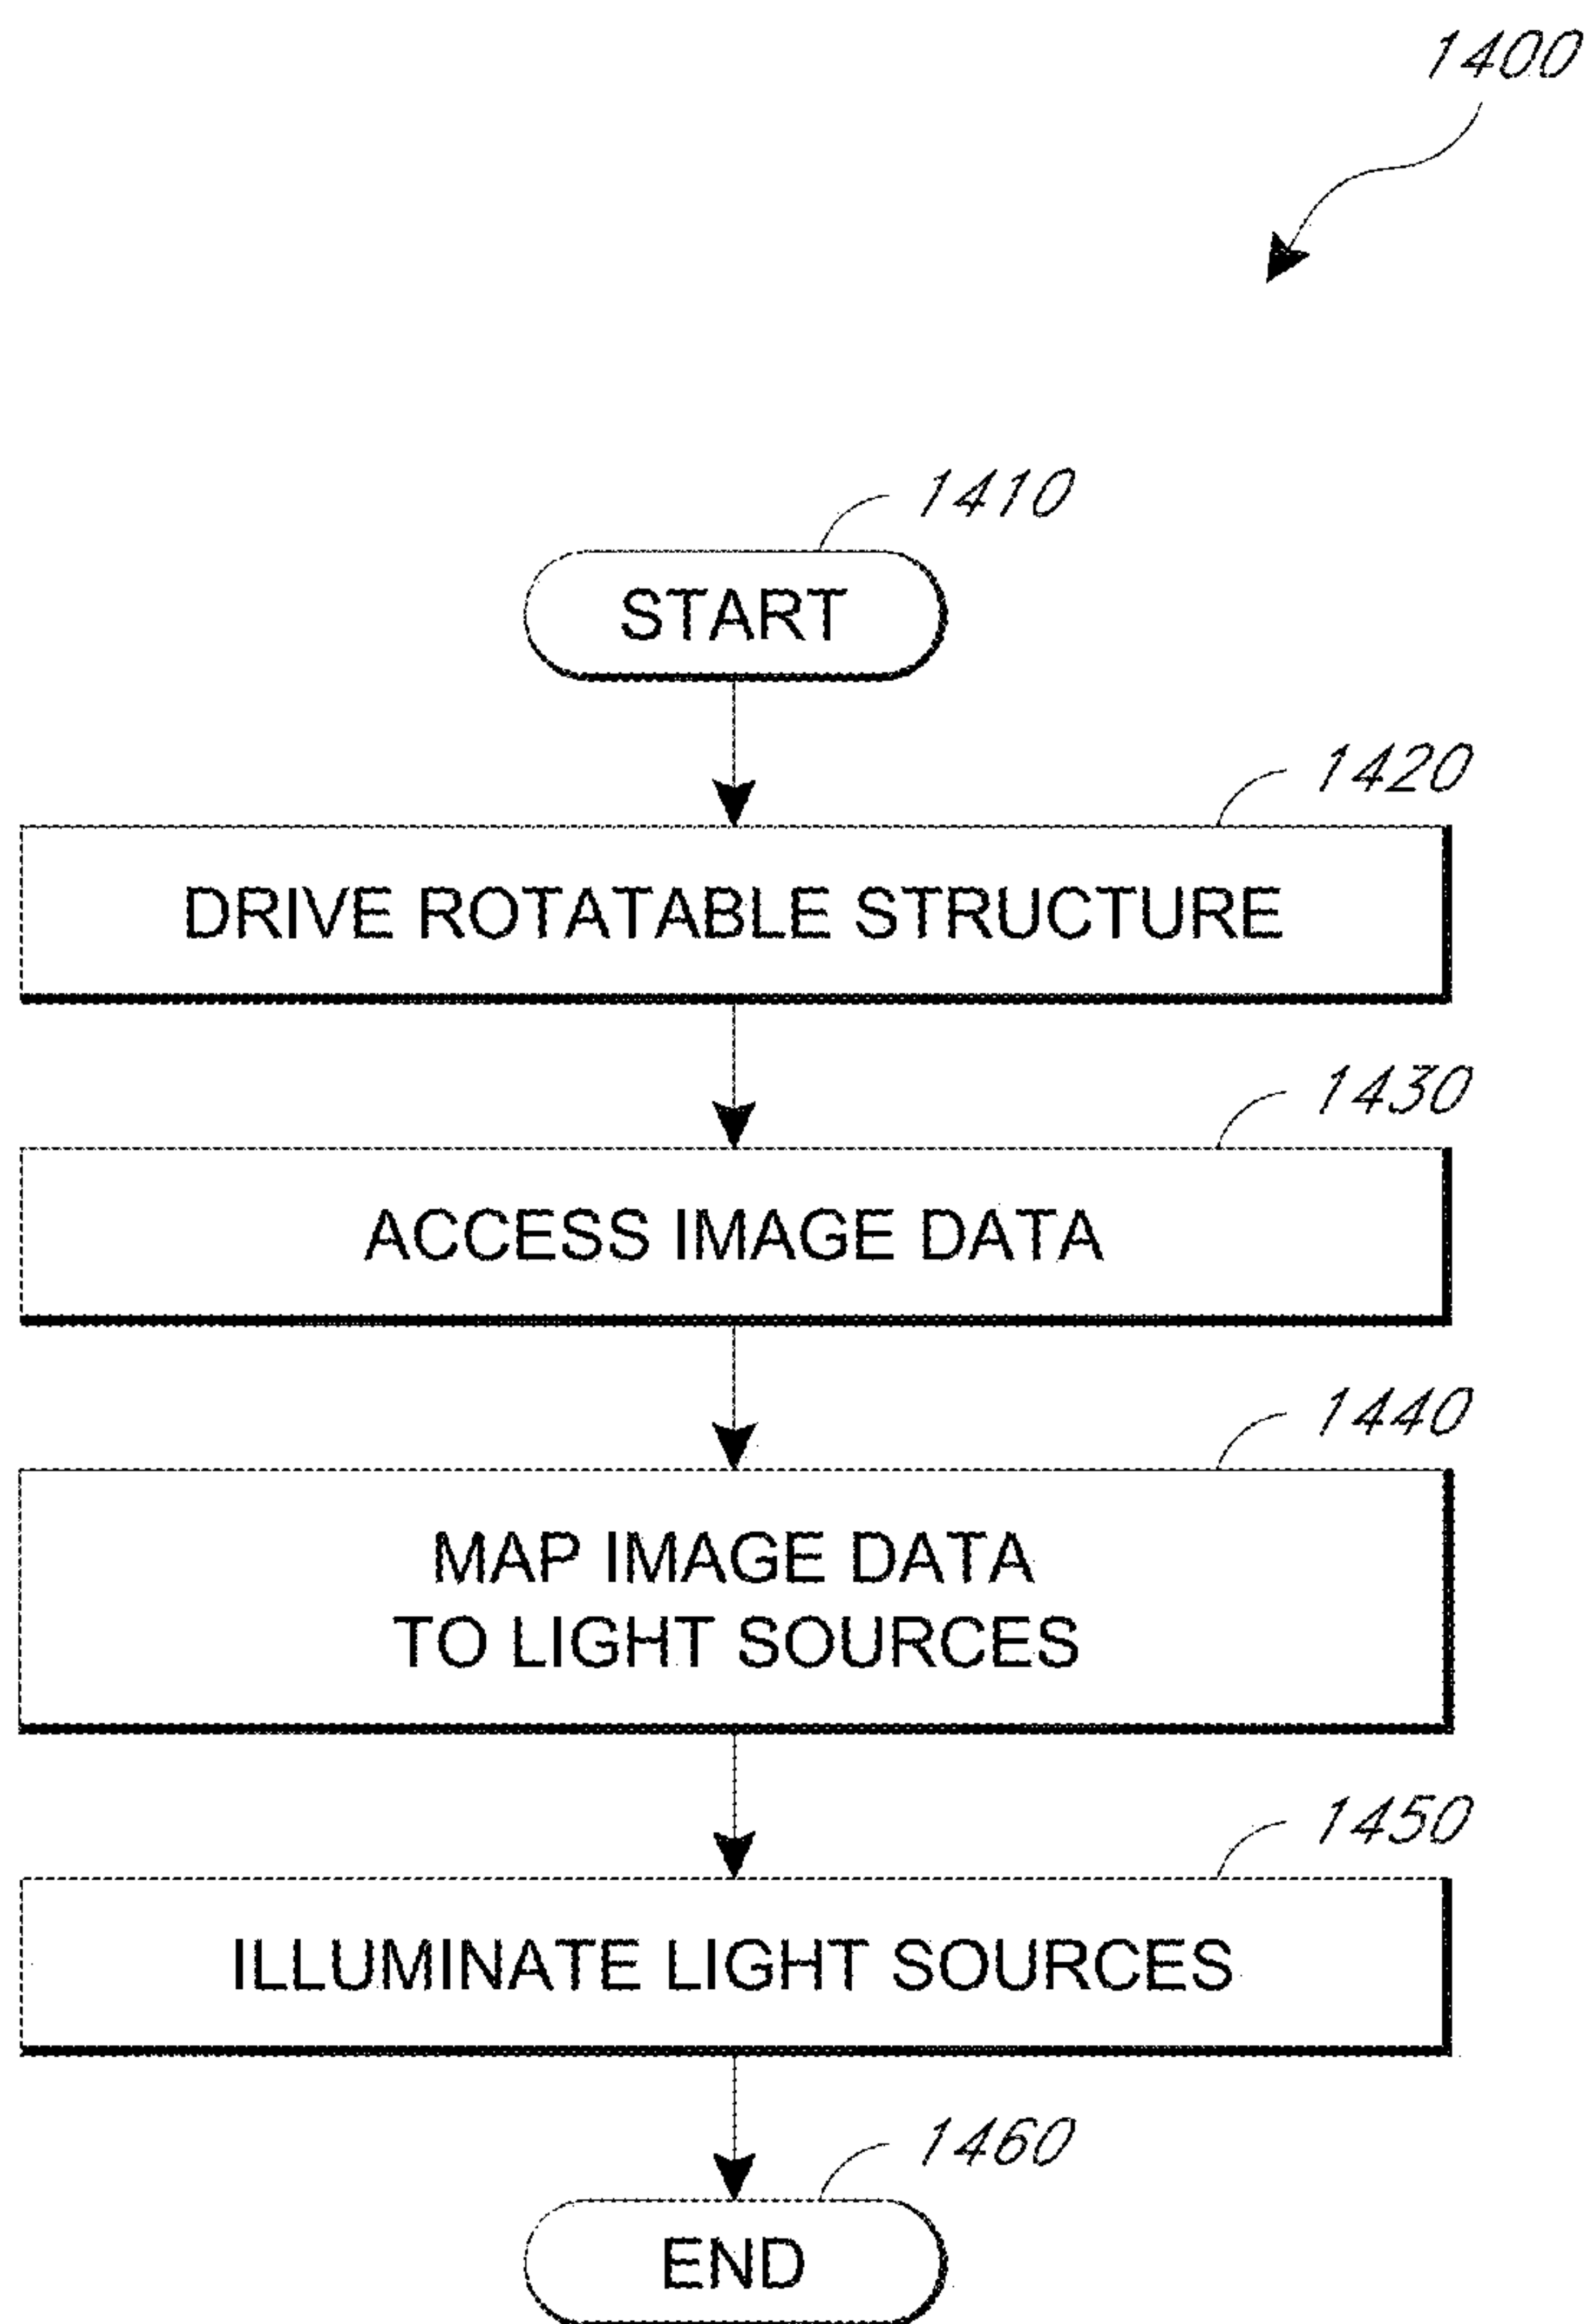 1400
1410
START
1420
DRIVE ROTATABLE STRUCTURE
1430
ACCESS IMAGE DATA
1440
MAP IMAGE DATA
TO LIGHT SOURCES
1450
ILLUMINATE LIGHT SOURCES
1460
END